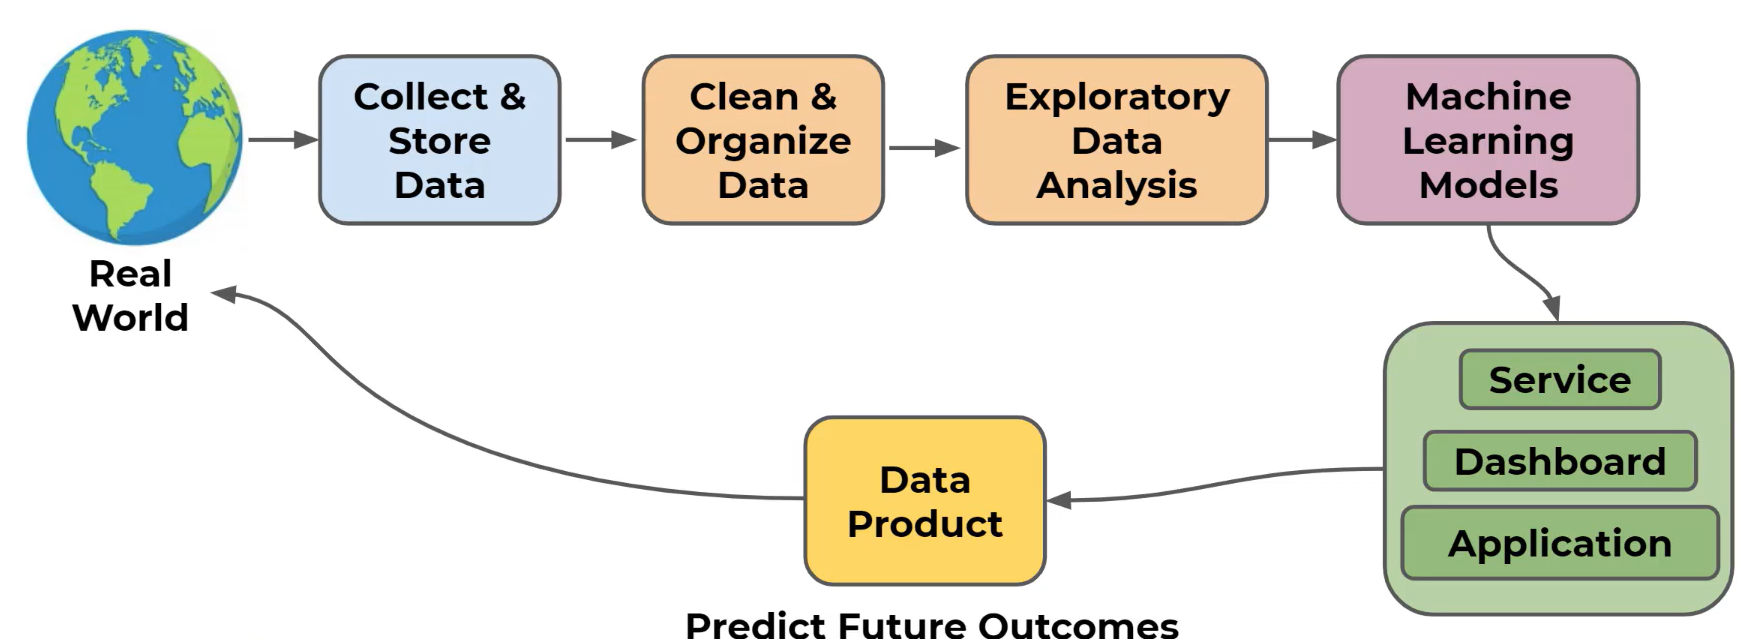 Collect &
Store
Data
Clean &
Organize
Data
Exploratory
Data
Analysis
Machine
Learning
Models
Real
World
Service
Dashboard
Application
Data
Product
Predict Future Outcomes